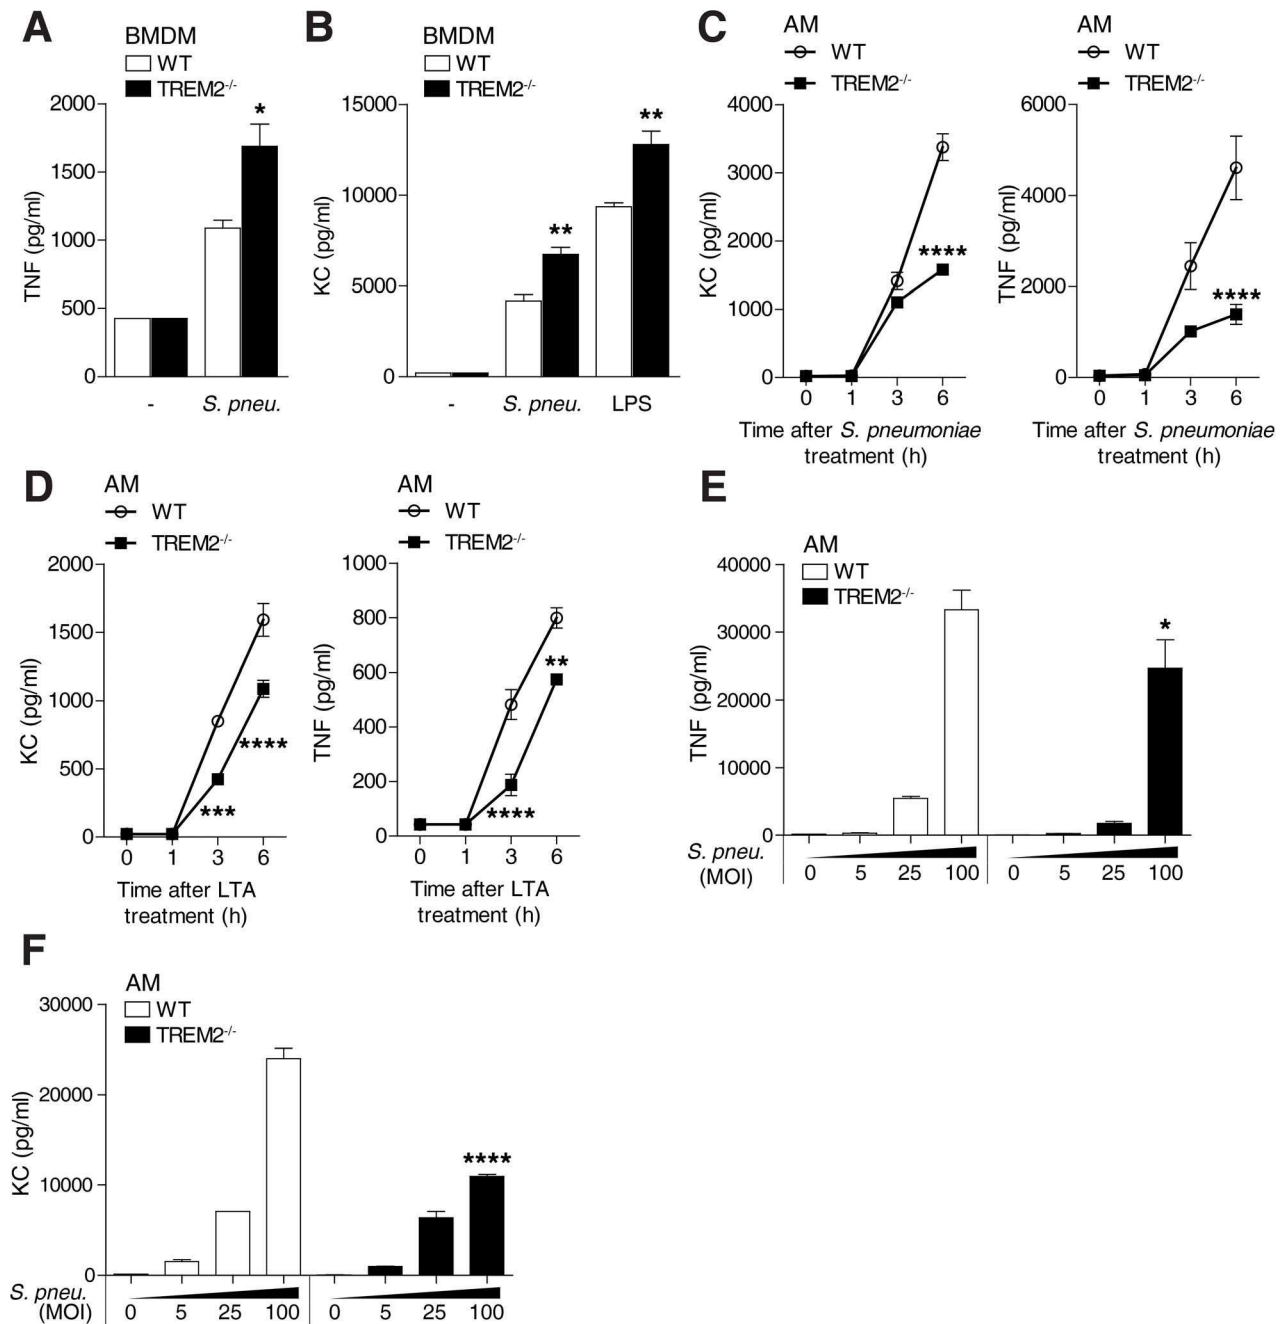 A
BMDM
WT
TREM2-/-
2000
1500
1000
500
0
TNF (pg/ml)
*
-
S. pneu.
B
BMDM
WT
TREM2-/-
15000
10000
5000
0
KC (pg/ml)
**
**
-
S. pneu.
LPS
C
AM
WT
TREM2-/-
4000
3000
2000
1000
0
KC (pg/ml)
****
0 1 3 6
Time after S. pneumoniae
treatment (h)
AM
WT
TREM2-/-
6000
4000
2000
0
TNF (pg/ml)
****
0 1 3 6
Time after S. pneumoniae
treatment (h)
D
AM
WT
TREM2-/-
2000
1500
1000
500
0
KC (pg/ml)
****
***
0 1 3 6
Time after LTA
treatment (h)
AM
WT
TREM2-/-
1000
800
600
400
200
0
TNF (pg/ml)
**
****
0 1 3 6
Time after LTA
treatment (h)
E
AM
WT
TREM2-/-
40000
30000
20000
10000
0
TNF (pg/ml)
*
S. pneu.
(MOI) 0 5 25 100 0 5 25 100
F
AM
WT
TREM2-/-
30000
20000
10000
0
KC (pg/ml)
****
S. pneu.
(MOI) 0 5 25 100 0 5 25 100